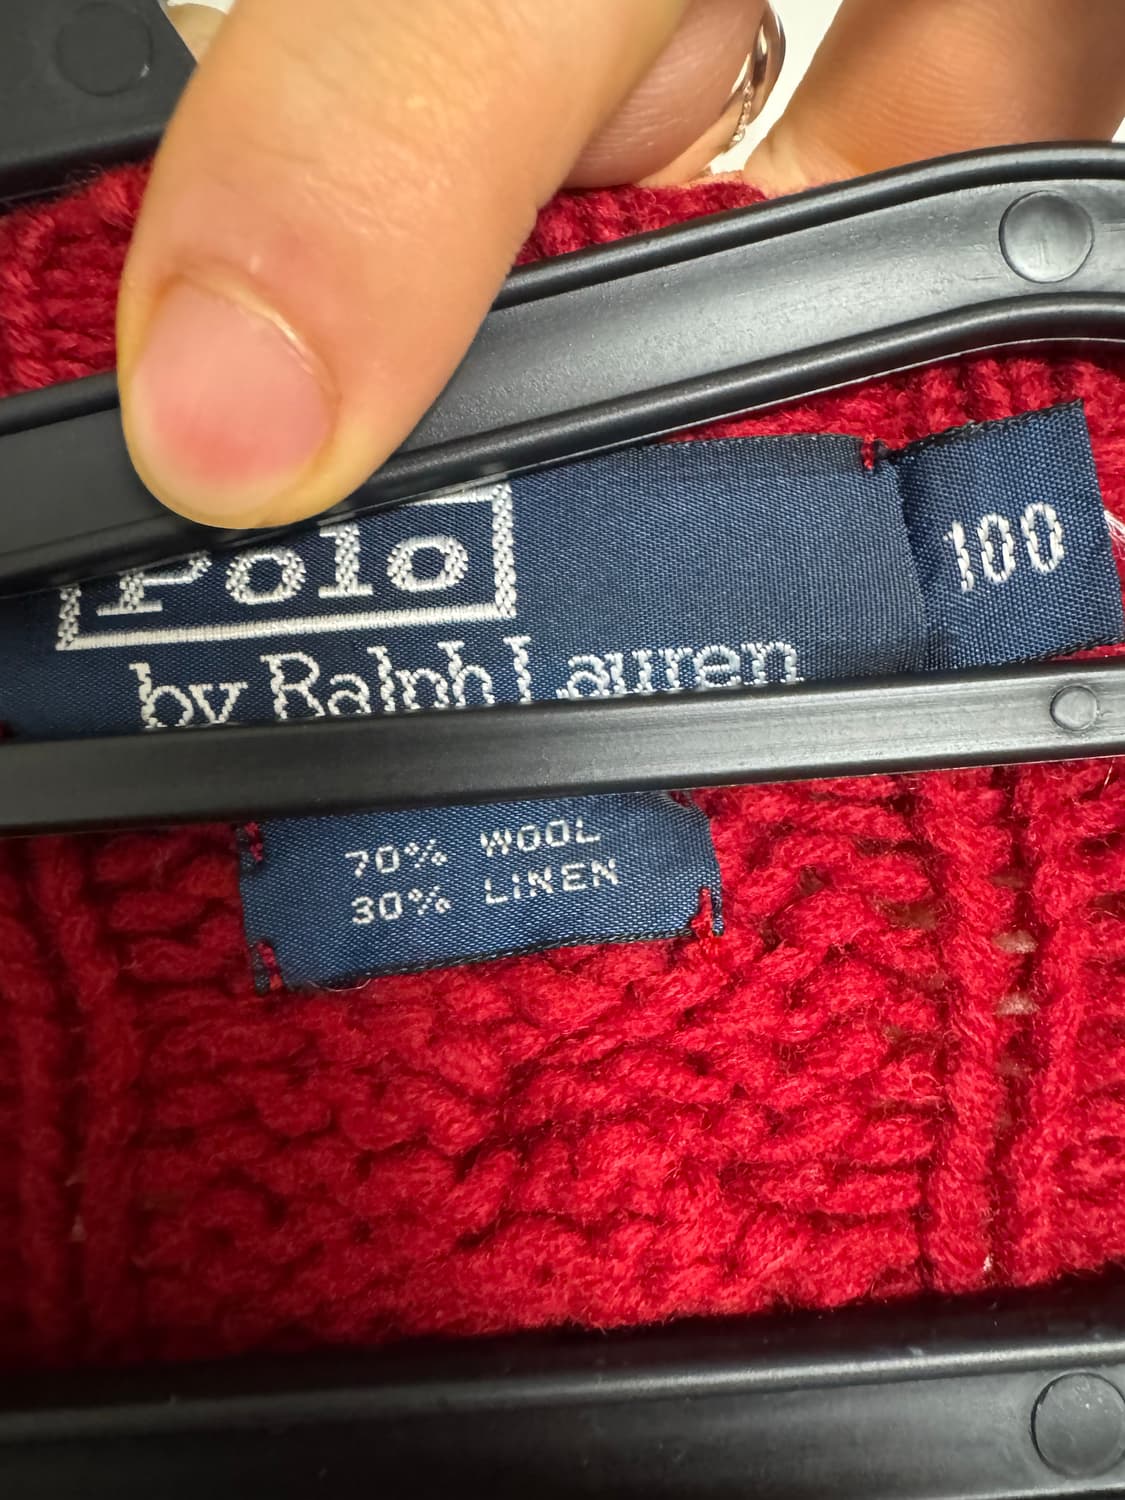 Polo
by Ralph Lauren
100
70% WOOL
30% LINEN